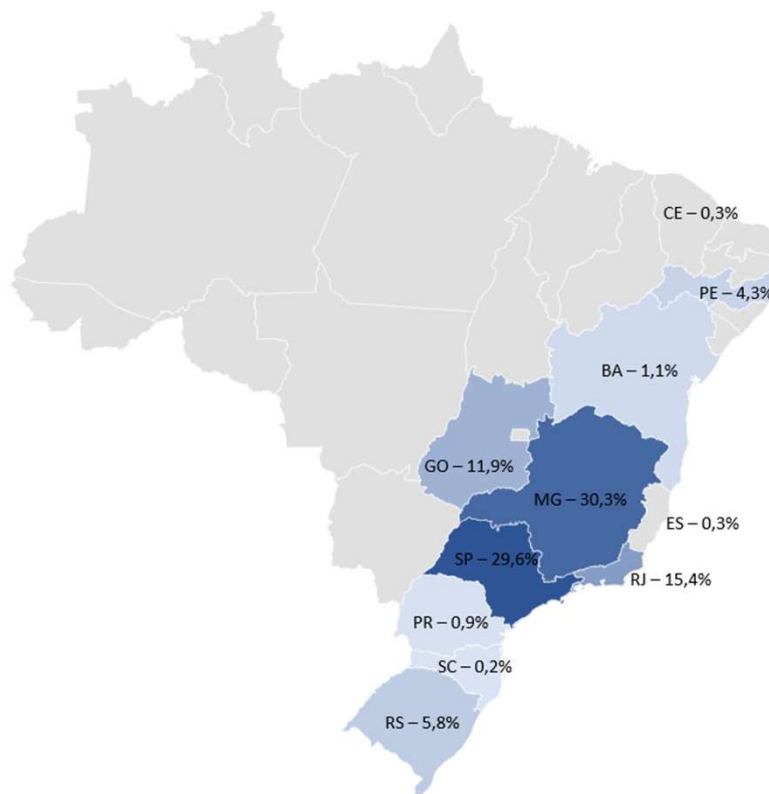 CE – 0,3%
PE – 4,3%
BA – 1,1%
GO – 11,9%
MG – 30,3%
ES – 0,3%
SP – 29,6%
RJ – 15,4%
PR – 0,9%
SC – 0,2%
RS – 5,8%